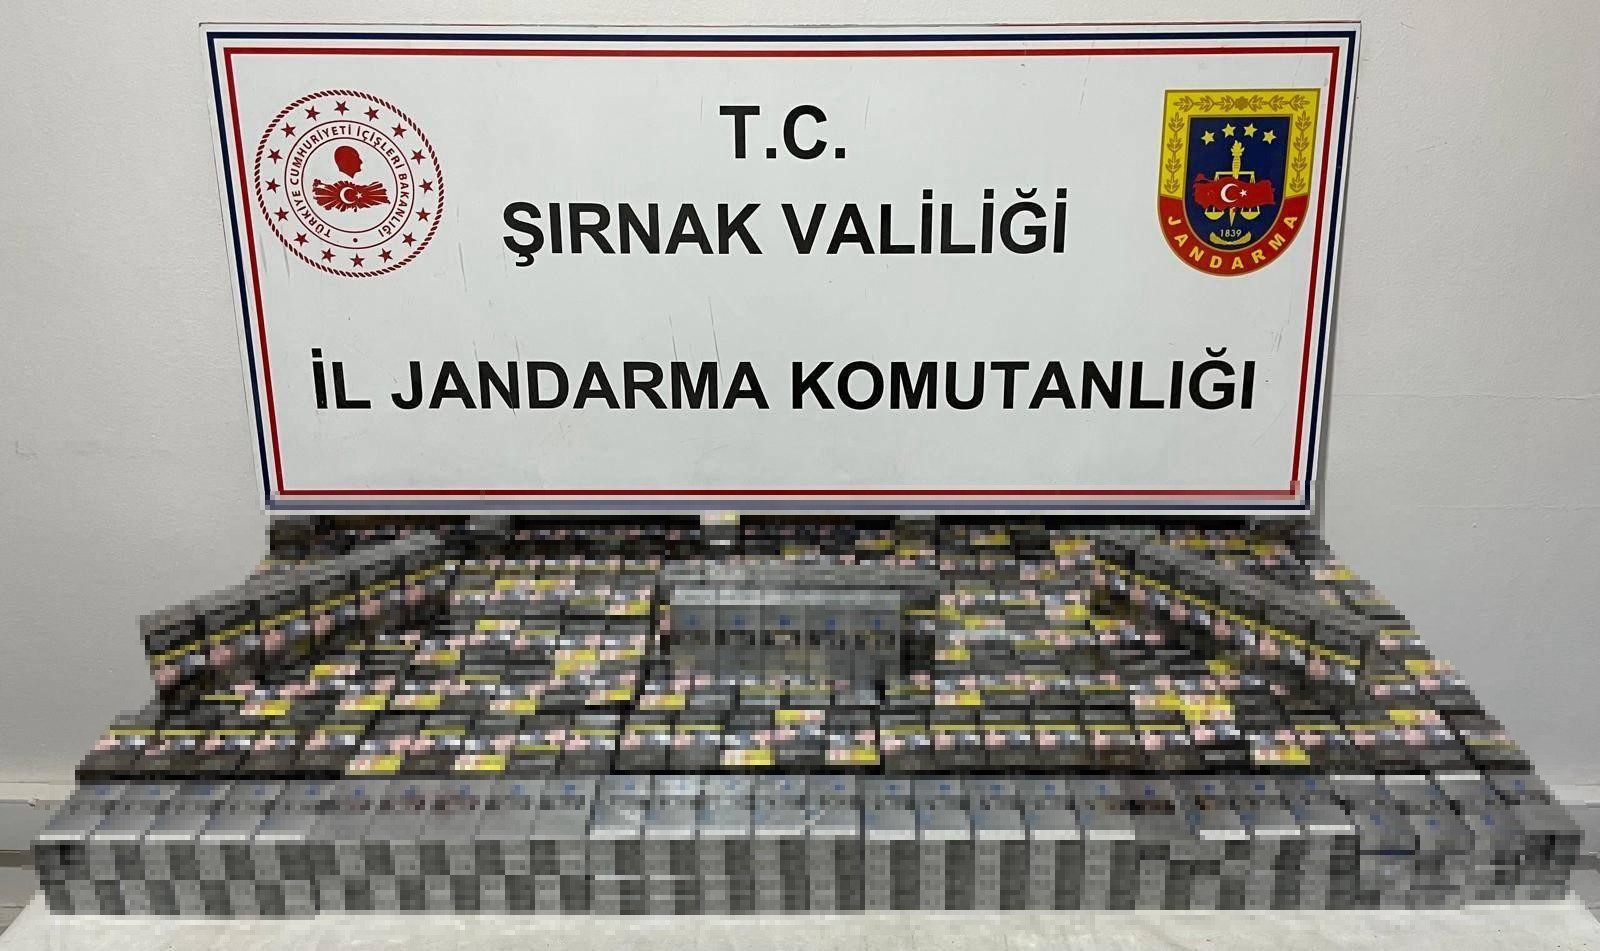 T.C.
ŞIRNAK VALİLİĞİ
İL JANDARMA KOMUTANLIĞI
TÜRKİYE CUMHURİYETİ İÇİŞLERİ BAKANLIĞI
1839
JANDARMA